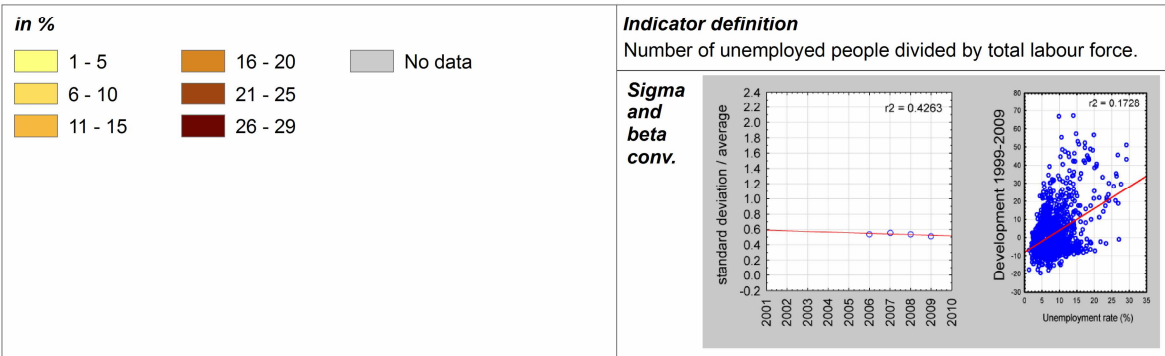 in %
1 - 5
6 - 10
11 - 15
16 - 20
21 - 25
26 - 29
No data
Indicator definition
Number of unemployed people divided by total labour force.
Sigma
and
beta
conv.
standard deviation / average
2.4
2.2
2.0
1.8
1.6
1.4
1.2
1.0
0.8
0.6
0.4
0.2
0.0
-0.2
r2 = 0.4263
2001
2002
2003
2004
2005
2006
2007
2008
2009
2010
Development 1999-2009
80
70
60
50
40
30
20
10
0
-10
-20
-30
r2 = 0.1728
0 5 10 15 20 25 30 35
Unemployment rate (%)